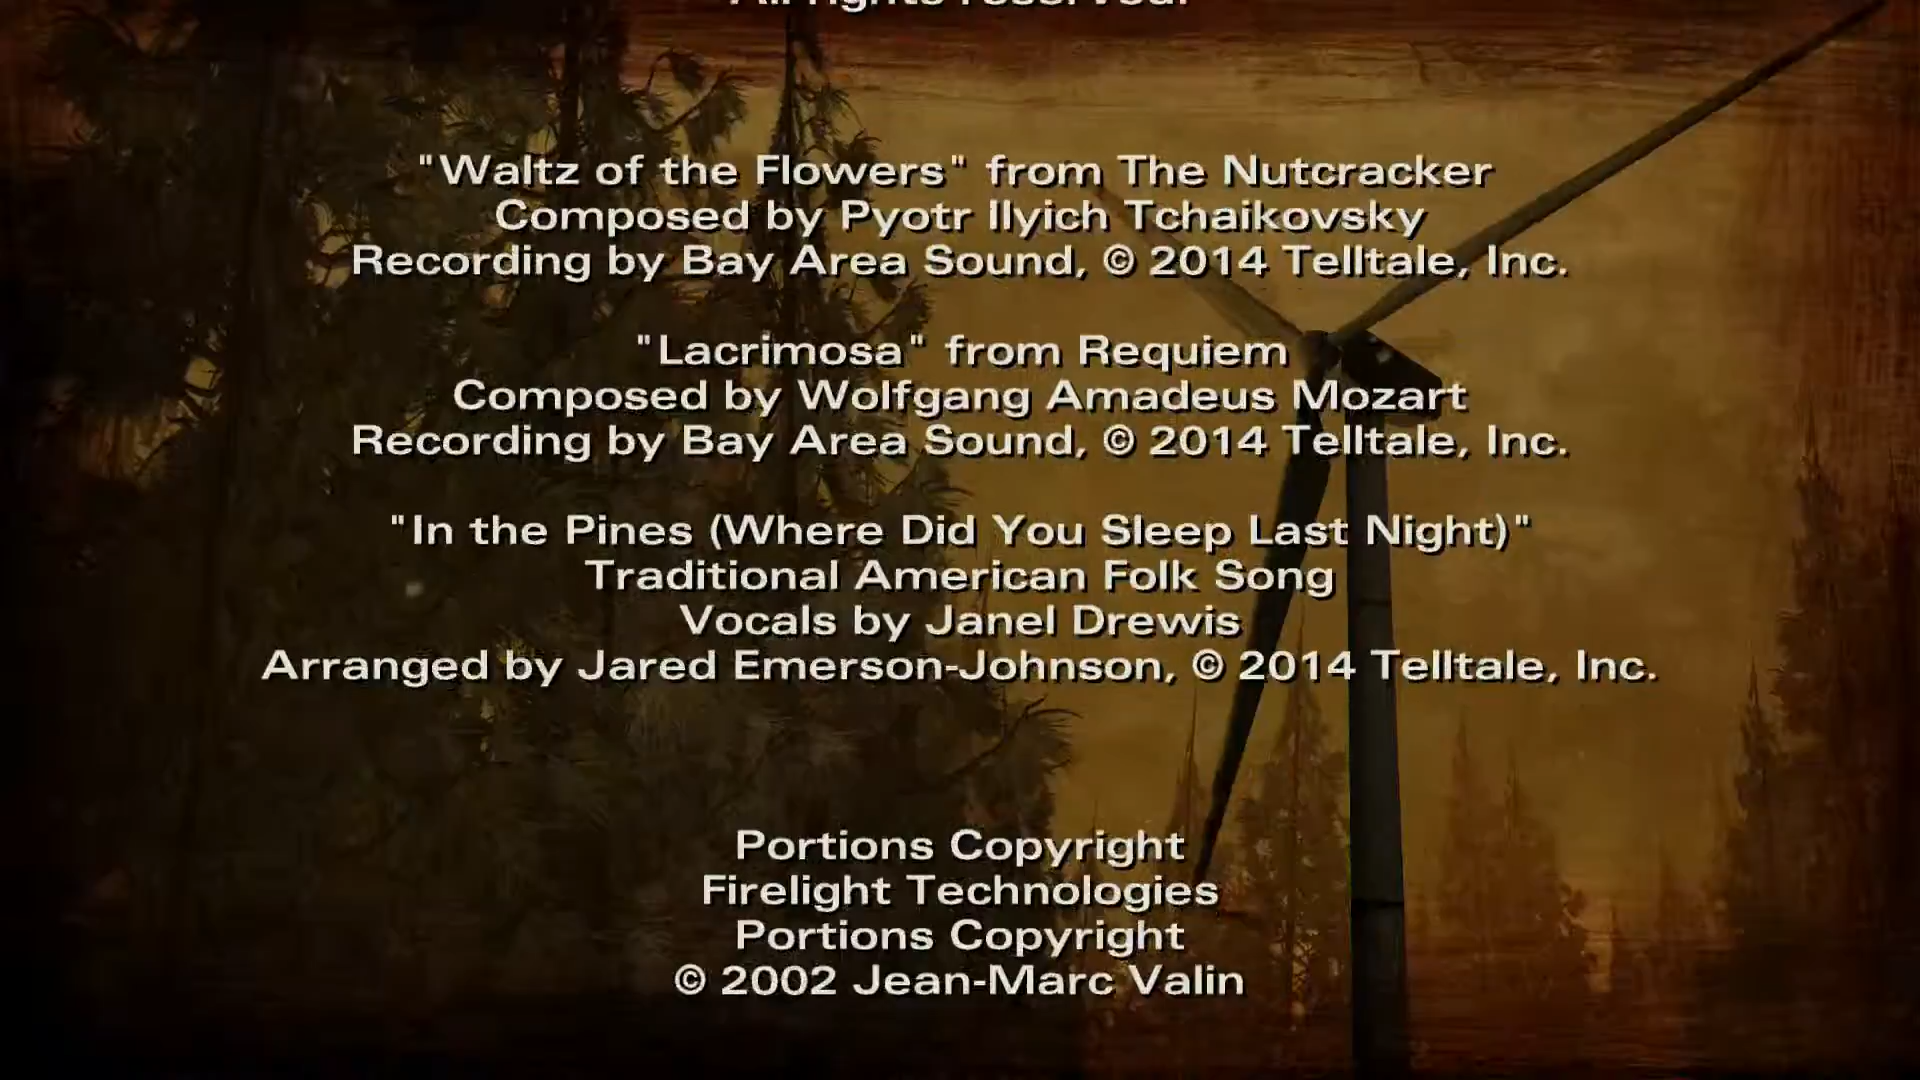 All rights reserved.
"Waltz of the Flowers" from The Nutcracker
Composed by Pyotr Ilyich Tchaikovsky
Recording by Bay Area Sound, © 2014 Telltale, Inc.
"Lacrimosa" from Requiem
Composed by Wolfgang Amadeus Mozart
Recording by Bay Area Sound, © 2014 Telltale, Inc.
"In the Pines (Where Did You Sleep Last Night)"
Traditional American Folk Song
Vocals by Janel Drewis
Arranged by Jared Emerson-Johnson, © 2014 Telltale, Inc.
Portions Copyright
Firelight Technologies
Portions Copyright
© 2002 Jean-Marc Valin